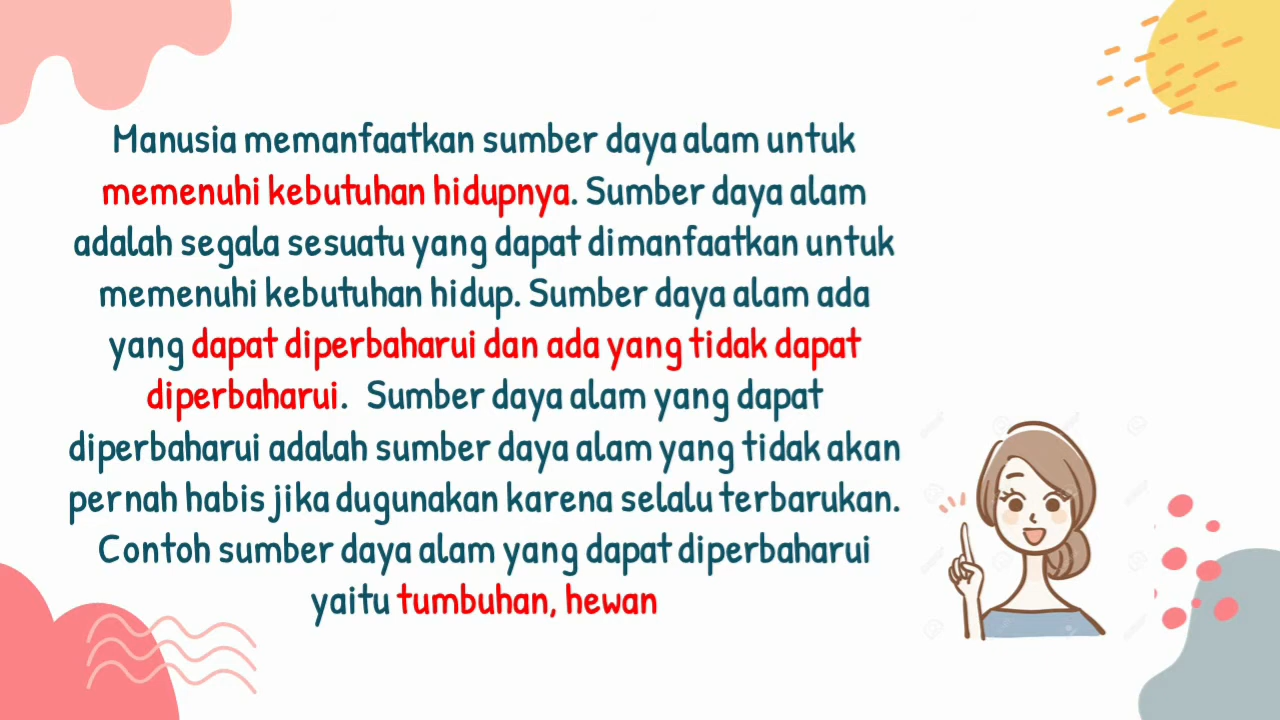 Manusia memanfaatkan sumber daya alam untuk
memenuhi kebutuhan hidupnya. Sumber daya alam
adalah segala sesuatu yang dapat dimanfaatkan untuk
memenuhi kebutuhan hidup. Sumber daya alam ada
yang dapat diperbaharui dan ada yang tidak dapat
diperbaharui. Sumber daya alam yang dapat
diperbaharui adalah sumber daya alam yang tidak akan
pernah habis jika dugunakan karena selalu terbarukan.
Contoh sumber daya alam yang dapat diperbaharui
yaitu tumbuhan, hewan